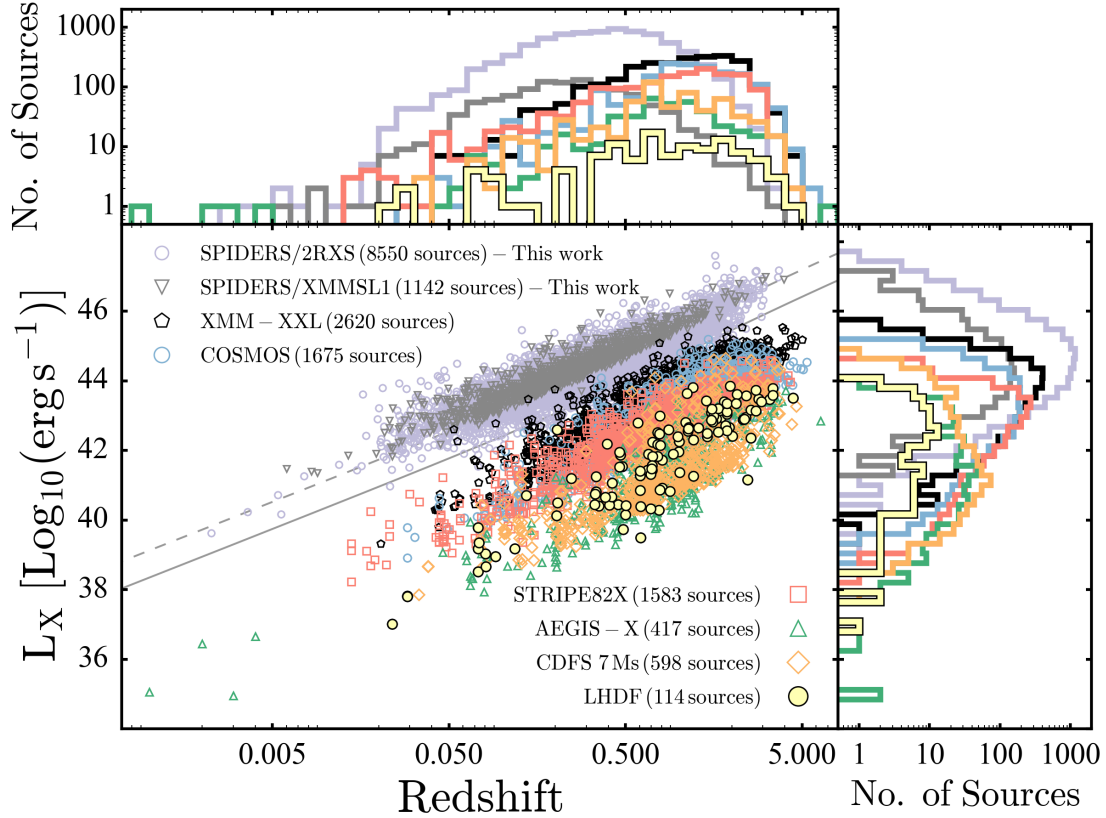 No. of Sources
1000
100
10
1
SPIDERS/2RXS (8550 sources) – This work
SPIDERS/XMMSL1 (1142 sources) – This work
XMM – XXL (2620 sources)
COSMOS (1675 sources)
L_X [Log_10(erg s^−1)]
46
44
42
40
38
36
STRIPE82X (1583 sources)
AEGIS – X (417 sources)
CDFS 7Ms (598 sources)
LHDF (114 sources)
0.005 0.050 0.500 5.000
Redshift
1 10 100 1000
No. of Sources